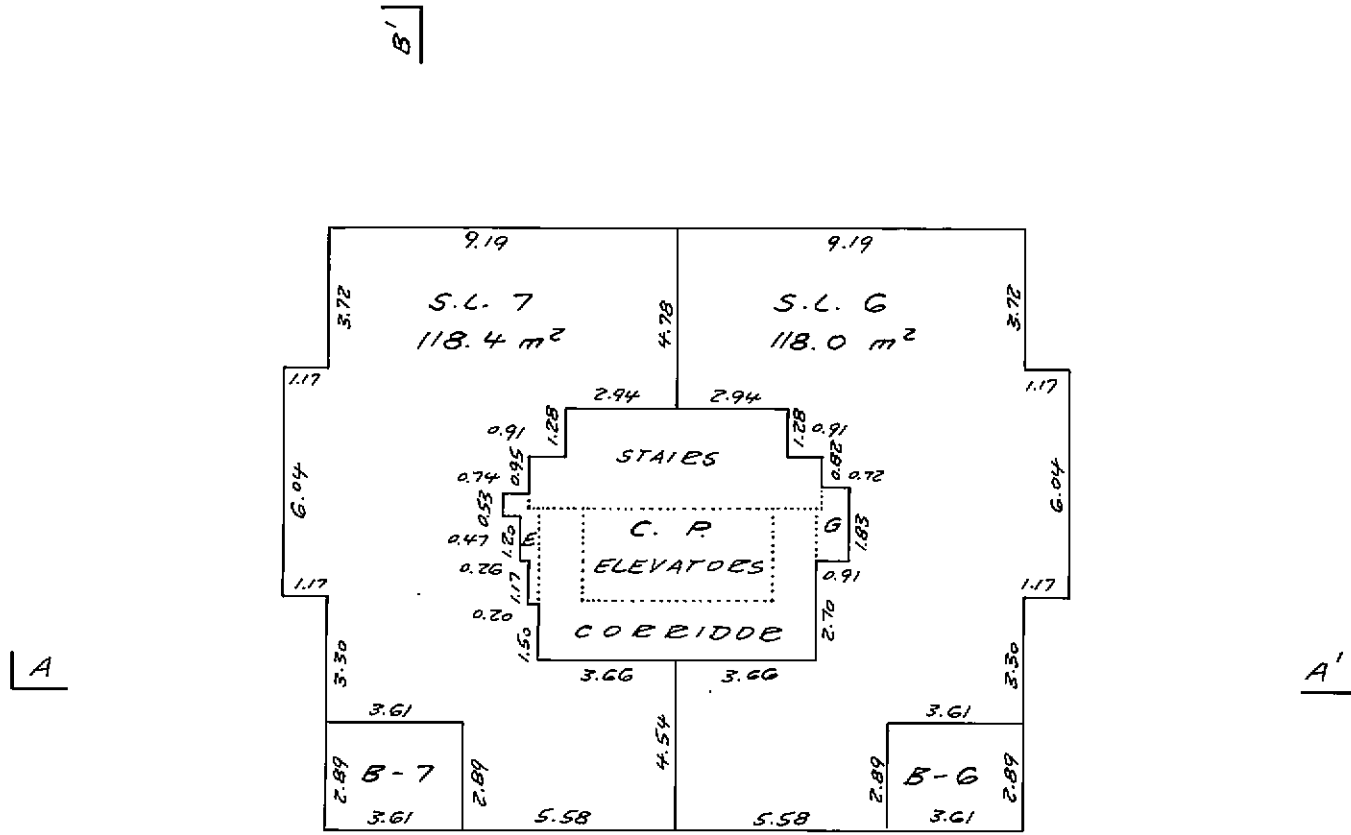 B'
9.19 9.19
3.72 S.L. 7 4.78 S.L. 6 3.72
118.4 m² 118.0 m²
1.17 1.17
2.94 2.94
0.91 1.28 1.28 0.91
STAIRS
0.74 0.95 0.82 0.72
6.04 6.04
0.53 C. P. G 1.83
0.47 1.20 E
0.26 ELEVATORS 0.91
1.17 1.17 1.17
0.20 2.70
1.50 CORRIDOR
A 3.30 3.66 3.66 3.30 A'
3.61 4.54 3.61
2.89 B-7 2.89 2.89 B-6 2.89
3.61 5.58 5.58 3.61